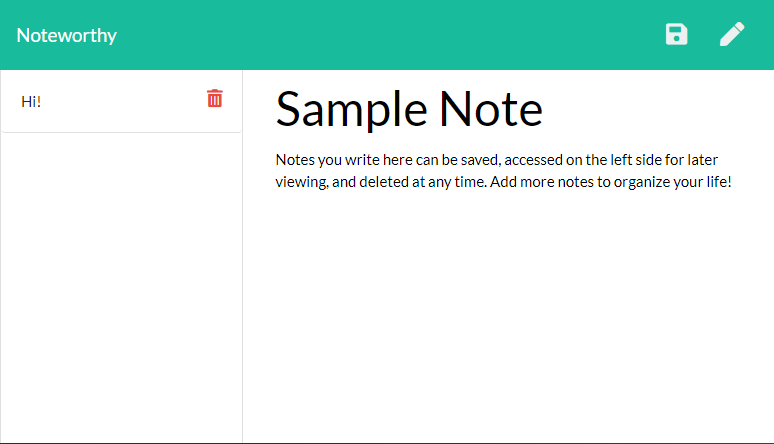 Noteworthy
Hi!
Sample Note
Notes you write here can be saved, accessed on the left side for later
viewing, and deleted at any time. Add more notes to organize your life!